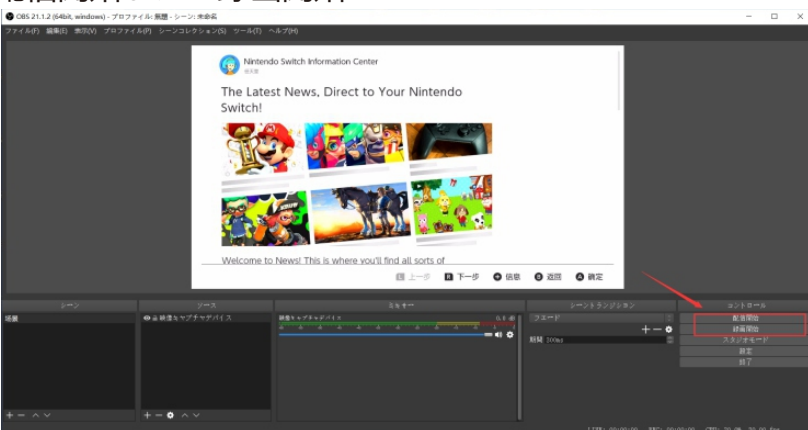 OBS 21.1.2 (64bit, windows) - プロファイル: 無題 - シーン: 未命名
ファイル(F) 編集(E) 表示(V) プロファイル(P) シーンコレクション(S) ツール(T) ヘルプ(H)
Nintendo Switch Information Center
The Latest News, Direct to Your Nintendo
Switch!
Welcome to News! This is where you'll find all sorts of
L 上一步 R 下一步 信息 B 返回 A 确定
シーン ソース ミキサー シーントランジション コントロール
场景 映像キャプチャデバイス 映像キャプチャデバイス 0.0 dB フェード 配信開始
録画開始
期間 300ms スタジオモード
設定
終了